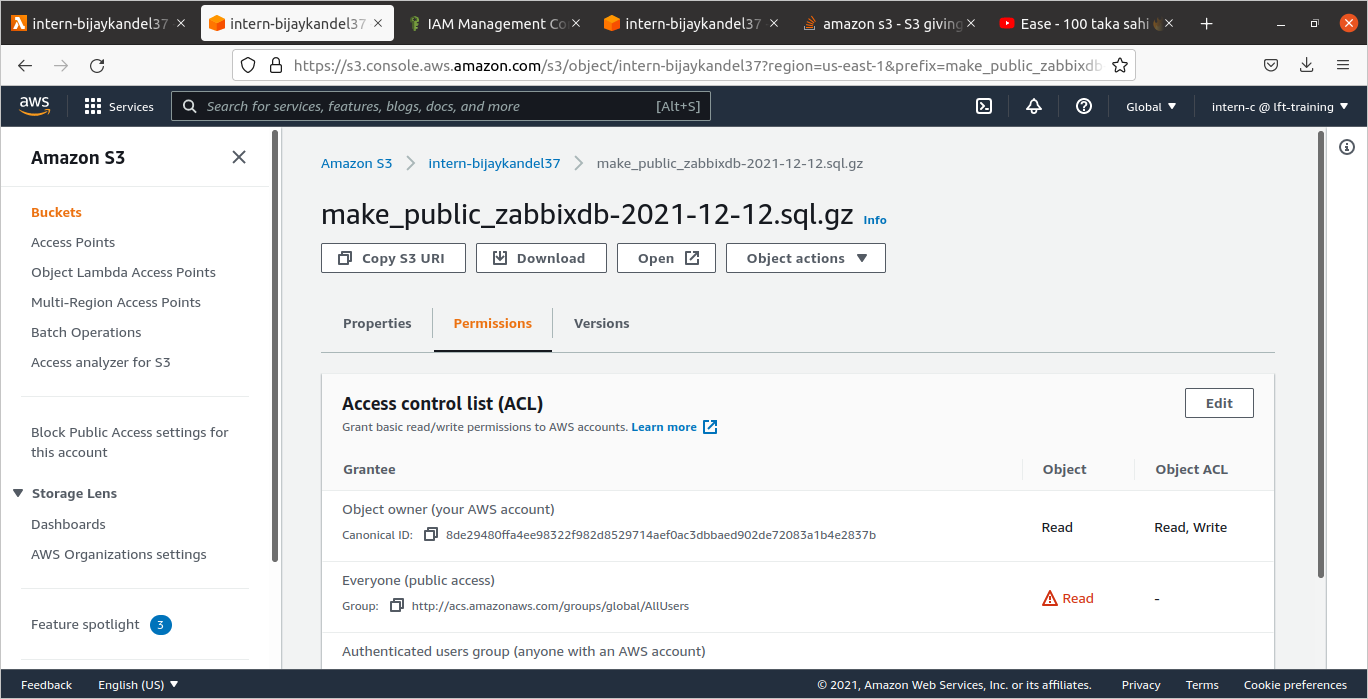 intern-bijaykandel37
intern-bijaykandel37
IAM Management Co
intern-bijaykandel37
amazon s3 - S3 giving
Ease - 100 taka sahi
https://s3.console.aws.amazon.com/s3/object/intern-bijaykandel37?region=us-east-1&prefix=make_public_zabbixdb
aws
Services
Search for services, features, blogs, docs, and more
[Alt+S]
Global
intern-c @ lft-training
Amazon S3
Buckets
Access Points
Object Lambda Access Points
Multi-Region Access Points
Batch Operations
Access analyzer for S3
Block Public Access settings for
this account
Storage Lens
Dashboards
AWS Organizations settings
Feature spotlight 3
Amazon S3
intern-bijaykandel37
make_public_zabbixdb-2021-12-12.sql.gz
make_public_zabbixdb-2021-12-12.sql.gz Info
Copy S3 URI
Download
Open
Object actions
Properties
Permissions
Versions
Access control list (ACL)
Edit
Grant basic read/write permissions to AWS accounts. Learn more
Grantee
Object
Object ACL
Object owner (your AWS account)
Canonical ID: 8de29480ffa4ee98322f982d8529714aef0ac3dbbaed902de72083a1b4e2837b
Read
Read, Write
Everyone (public access)
Group: http://acs.amazonaws.com/groups/global/AllUsers
Read
-
Authenticated users group (anyone with an AWS account)
Feedback
English (US)
© 2021, Amazon Web Services, Inc. or its affiliates.
Privacy
Terms
Cookie preferences